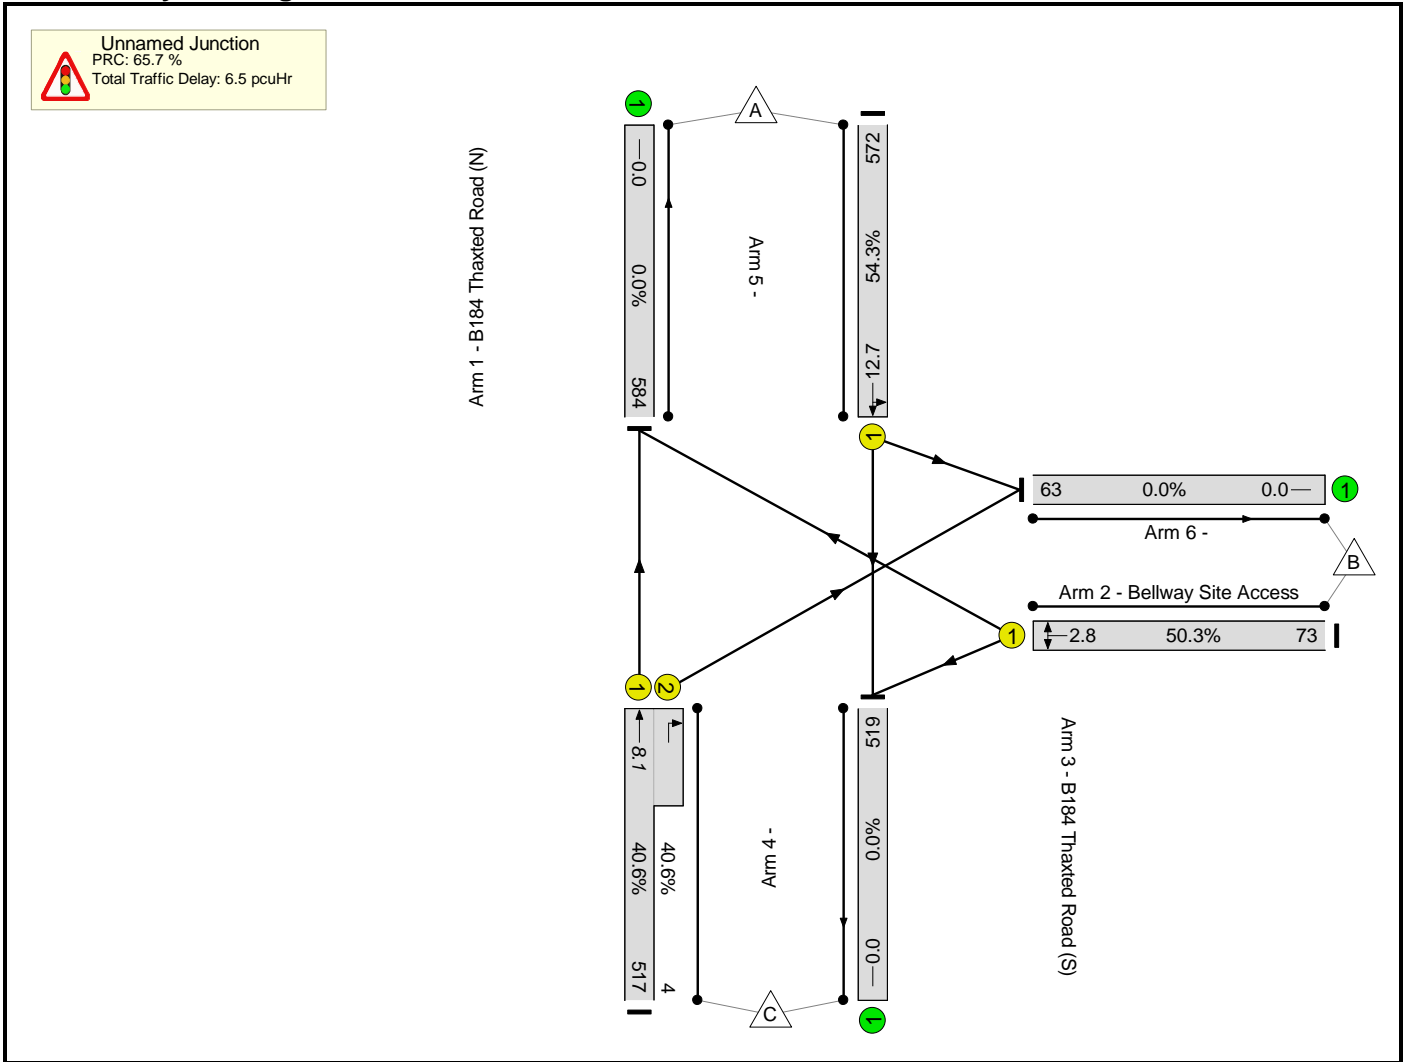 Unnamed Junction
PRC: 65.7 %
Total Traffic Delay: 6.5 pcuHr
1
A
Arm 1 - B184 Thaxted Road (N)
0.0
0.0%
584
Arm 5 -
572
54.3%
12.7
1
63 0.0% 0.0
1
Arm 6 -
B
Arm 2 - Bellway Site Access
1
2.8 50.3% 73
1
2
8.1
40.6%
517
40.6%
4
Arm 4 -
519
0.0%
0.0
Arm 3 - B184 Thaxted Road (S)
C
1